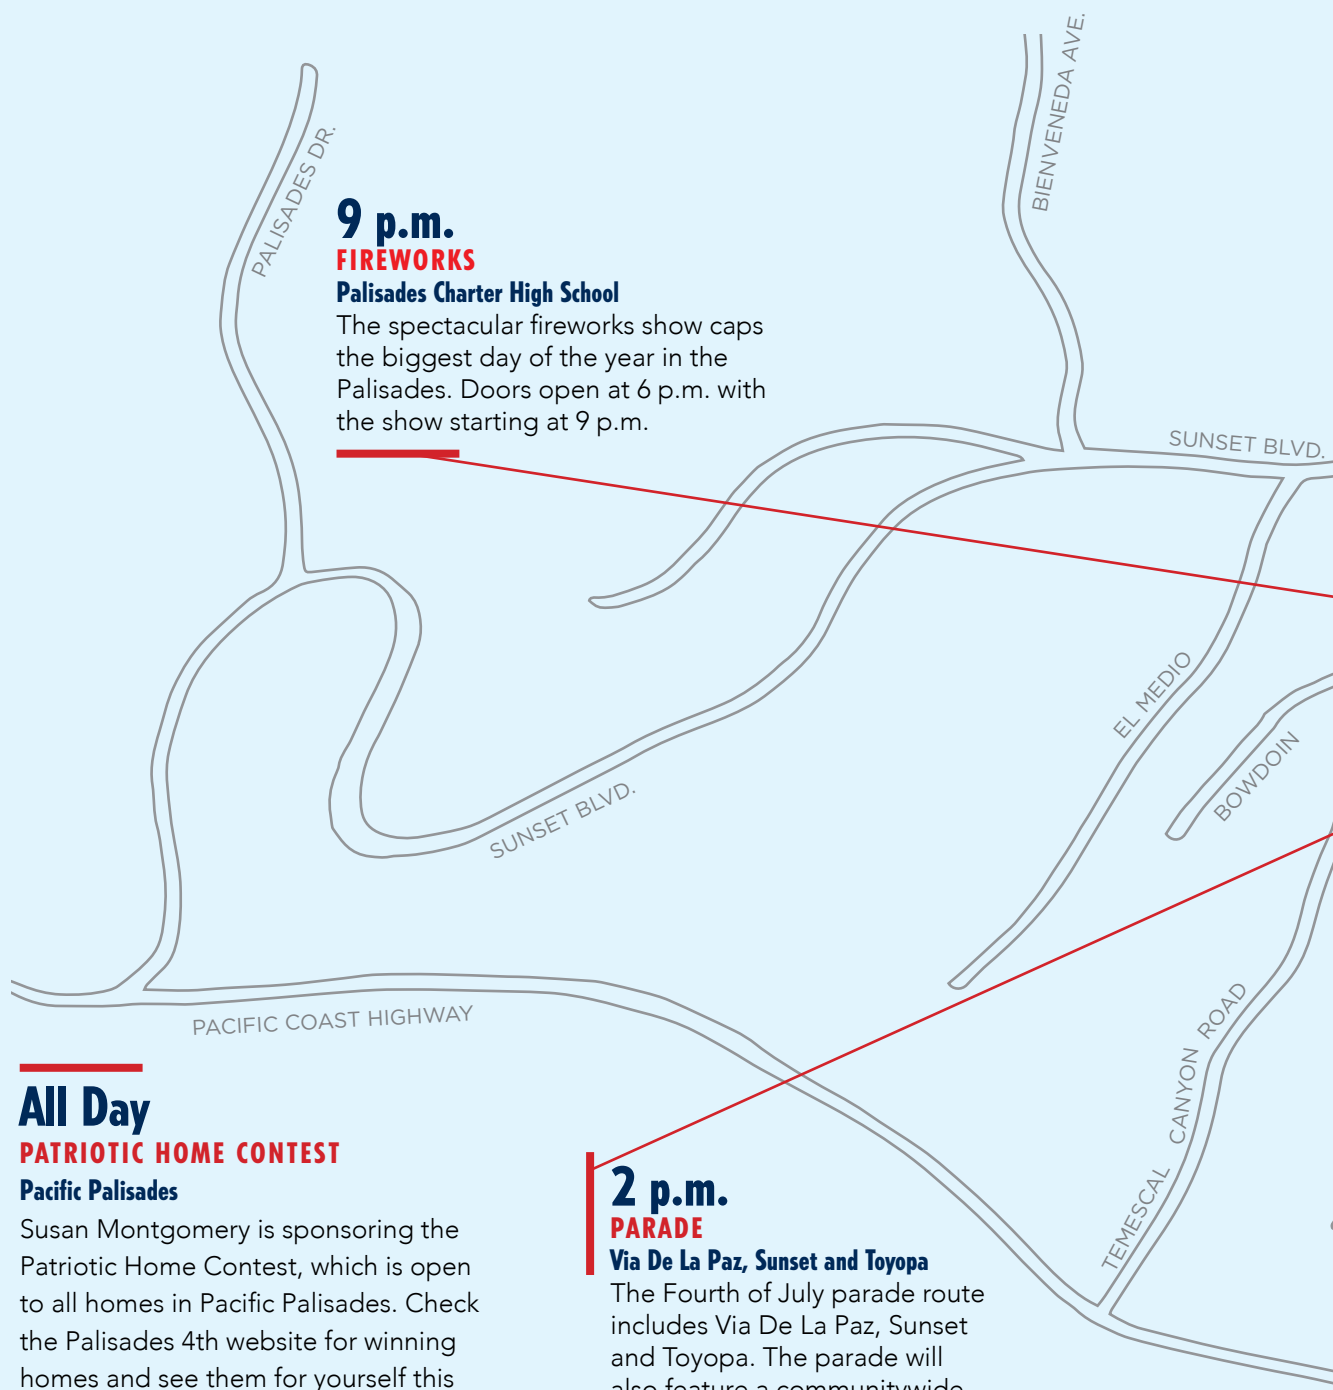 BIENVENEDA AVE.
PALISADES DR.
9 p.m.
FIREWORKS
Palisades Charter High School
The spectacular fireworks show caps
the biggest day of the year in the
Palisades. Doors open at 6 p.m. with
the show starting at 9 p.m.
SUNSET BLVD.
EL MEDIO
BOWDOIN
SUNSET BLVD.
PACIFIC COAST HIGHWAY
TEMESCAL CANYON ROAD
All Day
PATRIOTIC HOME CONTEST
Pacific Palisades
Susan Montgomery is sponsoring the
Patriotic Home Contest, which is open
to all homes in Pacific Palisades. Check
the Palisades 4th website for winning
homes and see them for yourself this
2 p.m.
PARADE
Via De La Paz, Sunset and Toyopa
The Fourth of July parade route
includes Via De La Paz, Sunset
and Toyopa. The parade will
also feature a communitywide